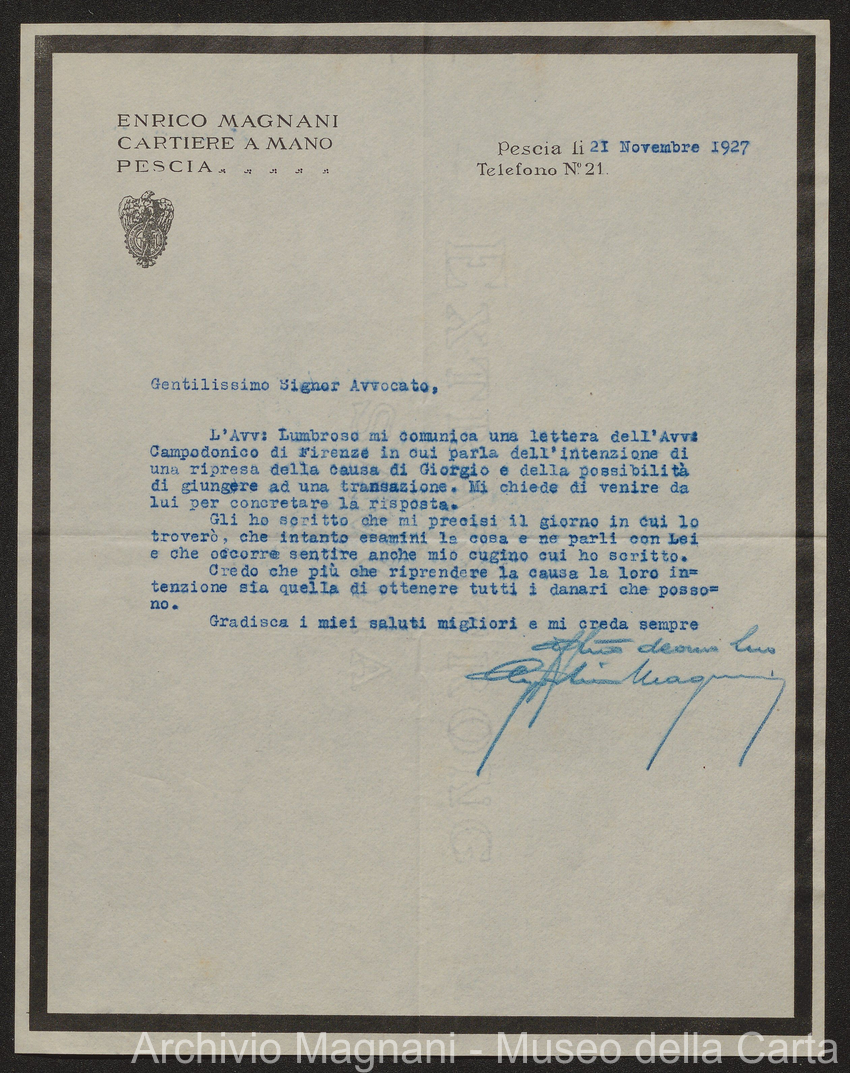 ENRICO MAGNANI
CARTIERE A MANO
PESCIA
Pescia li 21 Novembre 1927
Telefono Nº 21.
Gentilissimo Signor Avvocato,
L'Avv: Lumbroso mi comunica una lettera dell'Avv:
Campodonico di Firenze in cui parla dell'intenzione di
una ripresa della causa di Giorgio e della possibilità
di giungere ad una transazione. Mi chiede di venire da
lui per concretare la risposta.
Gli ho scritto che mi precisi il giorno in cui lo
troverò, che intanto esamini la cosa e ne parli con Lei
e che occorre sentire anche mio cugino cui ho scritto.
Credo che più che riprendere la causa la loro in=
tenzione sia quella di ottenere tutti i danari che posso=
no.
Gradisca i miei saluti migliori e mi creda sempre
Magnani
Archivio Magnani - Museo della Carta